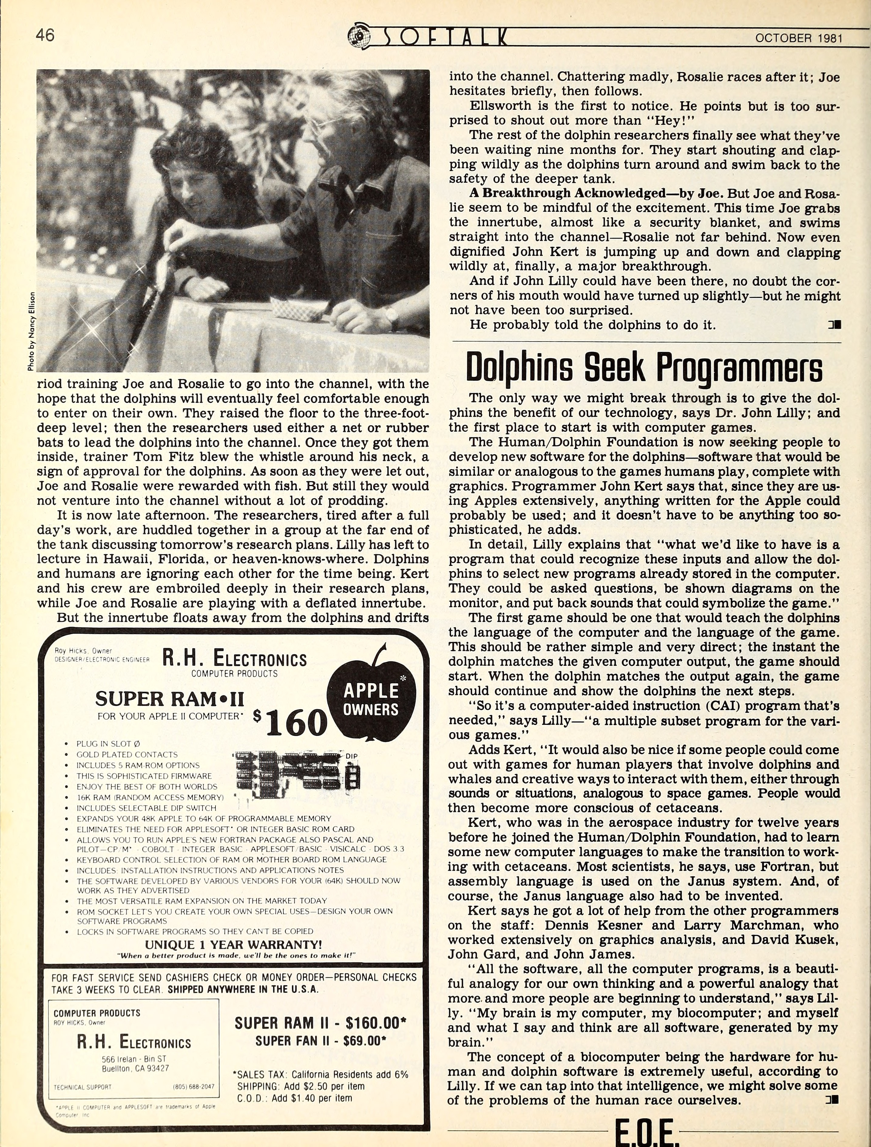 46
SOFTALK
OCTOBER 1981
Photo by Nancy Ellison
riod training Joe and Rosalie to go into the channel, with the
hope that the dolphins will eventually feel comfortable enough
to enter on their own. They raised the floor to the three-foot-
deep level; then the researchers used either a net or rubber
bats to lead the dolphins into the channel. Once they got them
inside, trainer Tom Fitz blew the whistle around his neck, a
sign of approval for the dolphins. As soon as they were let out,
Joe and Rosalie were rewarded with fish. But still they would
not venture into the channel without a lot of prodding.
It is now late afternoon. The researchers, tired after a full
day's work, are huddled together in a group at the far end of
the tank discussing tomorrow's research plans. Lilly has left to
lecture in Hawaii, Florida, or heaven-knows-where. Dolphins
and humans are ignoring each other for the time being. Kert
and his crew are embroiled deeply in their research plans,
while Joe and Rosalie are playing with a deflated innertube.
But the innertube floats away from the dolphins and drifts
Roy Hicks, Owner
DESIGNER/ELECTRONIC ENGINEER
R.H. ELECTRONICS
COMPUTER PRODUCTS
SUPER RAM•II
FOR YOUR APPLE II COMPUTER*
$160
APPLE*
OWNERS
DIP
• PLUG IN SLOT Ø
• GOLD PLATED CONTACTS
• INCLUDES 5 RAM-ROM OPTIONS
• THIS IS SOPHISTICATED FIRMWARE
• ENJOY THE BEST OF BOTH WORLDS
• 16K RAM (RANDOM ACCESS MEMORY)
• INCLUDES SELECTABLE DIP SWITCH
• EXPANDS YOUR 48K APPLE TO 64K OF PROGRAMMABLE MEMORY
• ELIMINATES THE NEED FOR APPLESOFT* OR INTEGER BASIC ROM CARD
• ALLOWS YOU TO RUN APPLE'S NEW FORTRAN PACKAGE ALSO PASCAL AND
PILOT-CP/M* COBOLT INTEGER BASIC APPLESOFT/BASIC VISICALC DOS 3.3
• KEYBOARD CONTROL SELECTION OF RAM OR MOTHER BOARD ROM LANGUAGE
• INCLUDES: INSTALLATION INSTRUCTIONS AND APPLICATIONS NOTES
• THE SOFTWARE DEVELOPED BY VARIOUS VENDORS FOR YOUR (64K) SHOULD NOW
WORK AS THEY ADVERTISED
• THE MOST VERSATILE RAM EXPANSION ON THE MARKET TODAY
• ROM SOCKET LET'S YOU CREATE YOUR OWN SPECIAL USES—DESIGN YOUR OWN
SOFTWARE PROGRAMS
• LOCKS IN SOFTWARE PROGRAMS SO THEY CAN'T BE COPIED
UNIQUE 1 YEAR WARRANTY!
"When a better product is made, we'll be the ones to make it!"
FOR FAST SERVICE SEND CASHIERS CHECK OR MONEY ORDER—PERSONAL CHECKS
TAKE 3 WEEKS TO CLEAR. SHIPPED ANYWHERE IN THE U.S.A.
COMPUTER PRODUCTS
ROY HICKS, Owner
R.H. ELECTRONICS
566 Irelan - Bin ST
Buellton, CA 93427
TECHNICAL SUPPORT (805) 688-2047
*APPLE II COMPUTER and APPLESOFT are trademarks of Apple
Computer, Inc.
SUPER RAM II - $160.00*
SUPER FAN II - $69.00*
*SALES TAX: California Residents add 6%
SHIPPING: Add $2.50 per item
C.O.D.: Add $1.40 per item
into the channel. Chattering madly, Rosalie races after it; Joe
hesitates briefly, then follows.
Ellsworth is the first to notice. He points but is too sur-
prised to shout out more than "Hey!"
The rest of the dolphin researchers finally see what they've
been waiting nine months for. They start shouting and clap-
ping wildly as the dolphins turn around and swim back to the
safety of the deeper tank.
A Breakthrough Acknowledged—by Joe. But Joe and Rosa-
lie seem to be mindful of the excitement. This time Joe grabs
the innertube, almost like a security blanket, and swims
straight into the channel—Rosalie not far behind. Now even
dignified John Kert is jumping up and down and clapping
wildly at, finally, a major breakthrough.
And if John Lilly could have been there, no doubt the cor-
ners of his mouth would have turned up slightly—but he might
not have been too surprised.
He probably told the dolphins to do it.
Dolphins Seek Programmers
The only way we might break through is to give the dol-
phins the benefit of our technology, says Dr. John Lilly; and
the first place to start is with computer games.
The Human/Dolphin Foundation is now seeking people to
develop new software for the dolphins—software that would be
similar or analogous to the games humans play, complete with
graphics. Programmer John Kert says that, since they are us-
ing Apples extensively, anything written for the Apple could
probably be used; and it doesn't have to be anything too so-
phisticated, he adds.
In detail, Lilly explains that "what we'd like to have is a
program that could recognize these inputs and allow the dol-
phins to select new programs already stored in the computer.
They could be asked questions, be shown diagrams on the
monitor, and put back sounds that could symbolize the game."
The first game should be one that would teach the dolphins
the language of the computer and the language of the game.
This should be rather simple and very direct; the instant the
dolphin matches the given computer output, the game should
start. When the dolphin matches the output again, the game
should continue and show the dolphins the next steps.
"So it's a computer-aided instruction (CAI) program that's
needed," says Lilly—"a multiple subset program for the vari-
ous games."
Adds Kert, "It would also be nice if some people could come
out with games for human players that involve dolphins and
whales and creative ways to interact with them, either through
sounds or situations, analogous to space games. People would
then become more conscious of cetaceans.
Kert, who was in the aerospace industry for twelve years
before he joined the Human/Dolphin Foundation, had to learn
some new computer languages to make the transition to work-
ing with cetaceans. Most scientists, he says, use Fortran, but
assembly language is used on the Janus system. And, of
course, the Janus language also had to be invented.
Kert says he got a lot of help from the other programmers
on the staff: Dennis Kesner and Larry Marchman, who
worked extensively on graphics analysis, and David Kusek,
John Gard, and John James.
"All the software, all the computer programs, is a beauti-
ful analogy for our own thinking and a powerful analogy that
more and more people are beginning to understand," says Lil-
ly. "My brain is my computer, my biocomputer; and myself
and what I say and think are all software, generated by my
brain."
The concept of a biocomputer being the hardware for hu-
man and dolphin software is extremely useful, according to
Lilly. If we can tap into that intelligence, we might solve some
of the problems of the human race ourselves.
E.O.E.